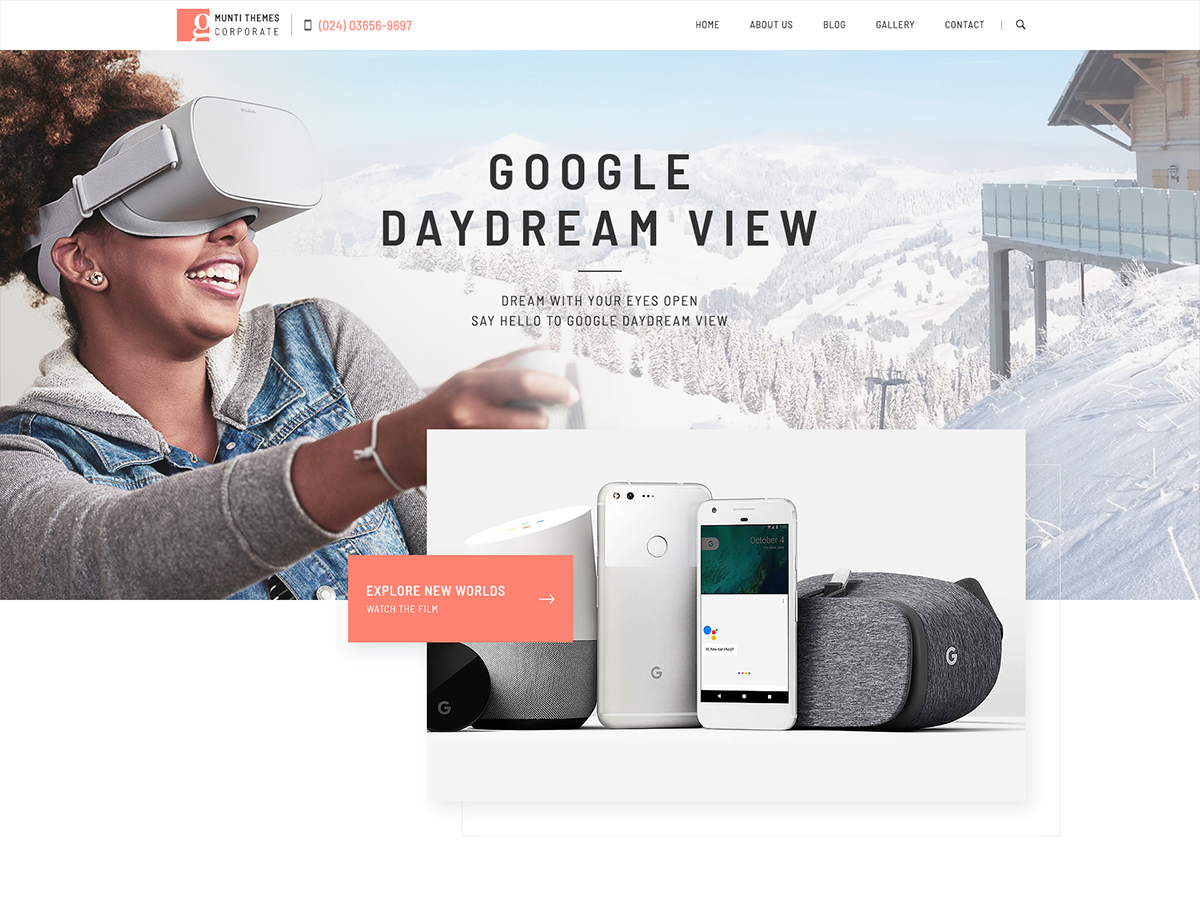 MUNTI THEMES
CORPORATE
(024) 03656-9697
HOME ABOUT US BLOG GALLERY CONTACT
oculus
GOOGLE
DAYDREAM VIEW
DREAM WITH YOUR EYES OPEN
SAY HELLO TO GOOGLE DAYDREAM VIEW
October 4
G
Hi, how can I help?
EXPLORE NEW WORLDS
WATCH THE FILM
G
G
G